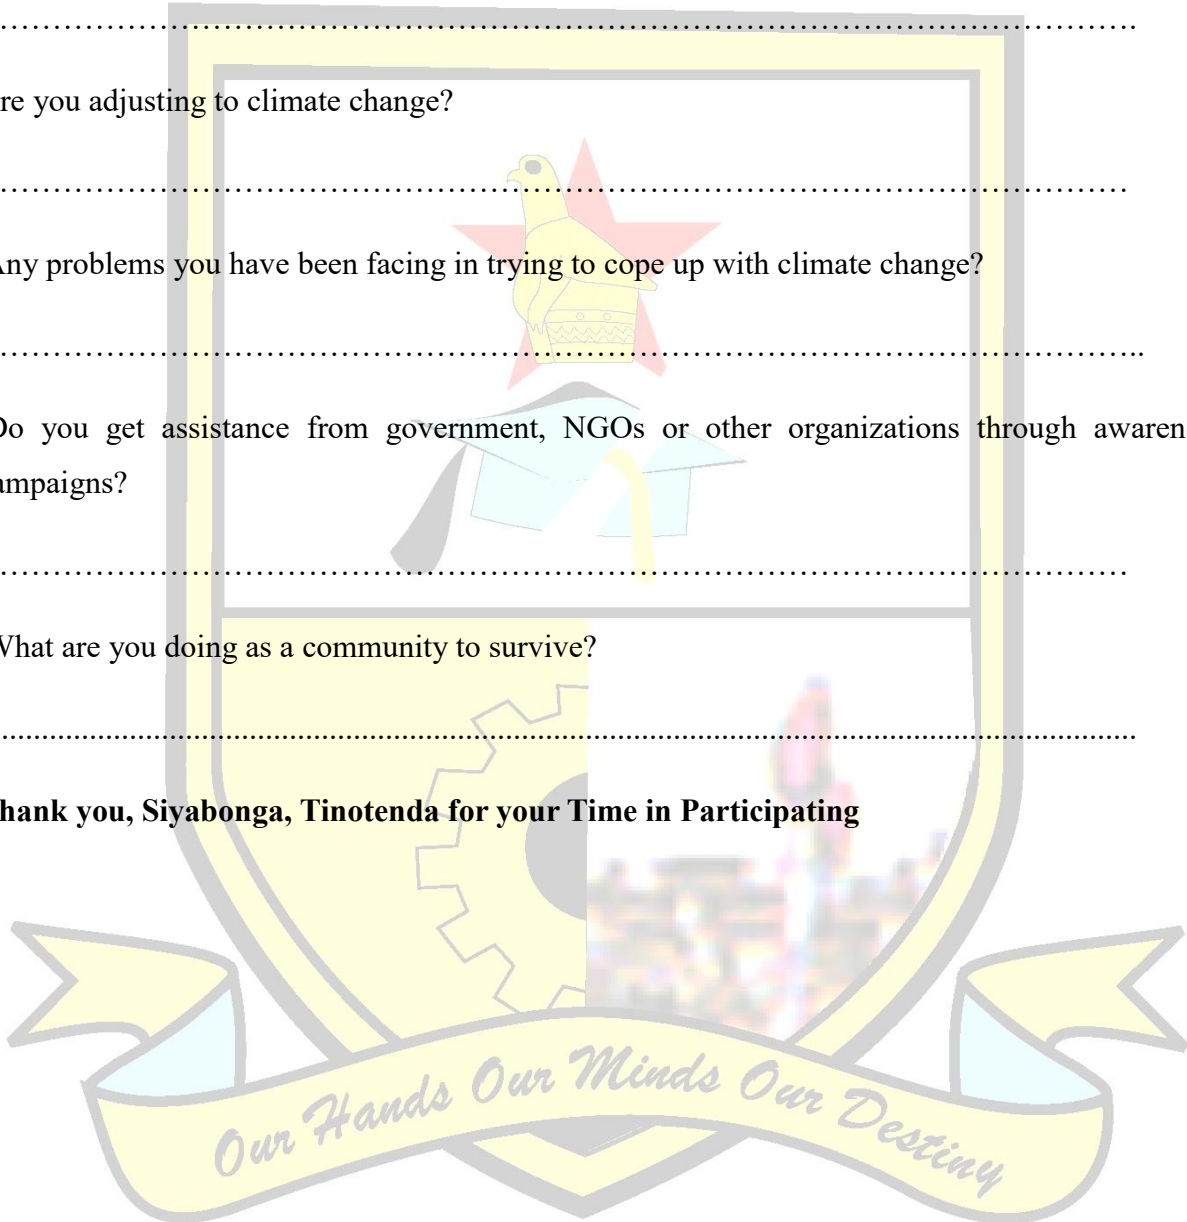 ……………………………………………………………………………………………….
re you adjusting to climate change?
………………………………………………………………………………………………
Any problems you have been facing in trying to cope up with climate change?
………………………………………………………………………………………………..
Do you get assistance from government, NGOs or other organizations through awaren
ampaigns?
………………………………………………………………………………………………
What are you doing as a community to survive?
.......................................................................................................................................
hank you, Siyabonga, Tinotenda for your Time in Participating
Our Hands Our Minds Our Destiny